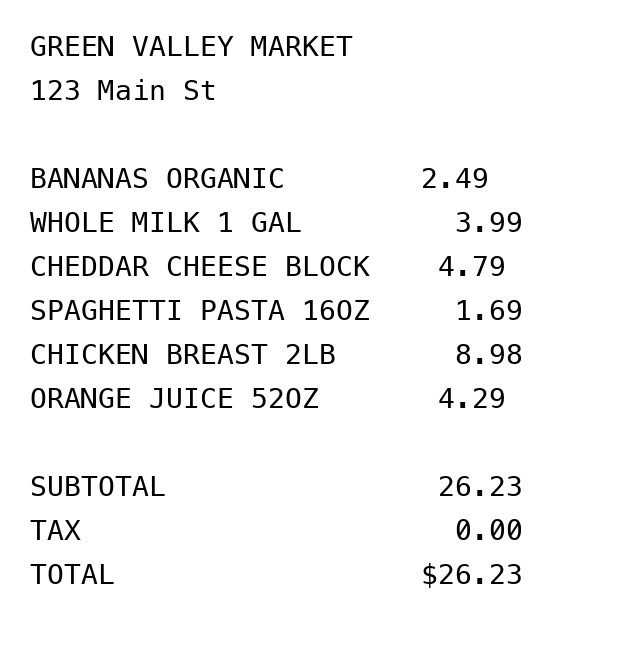 GREEN VALLEY MARKET
123 Main St
BANANAS ORGANIC 2.49
WHOLE MILK 1 GAL 3.99
CHEDDAR CHEESE BLOCK 4.79
SPAGHETTI PASTA 16OZ 1.69
CHICKEN BREAST 2LB 8.98
ORANGE JUICE 52OZ 4.29
SUBTOTAL 26.23
TAX 0.00
TOTAL $26.23